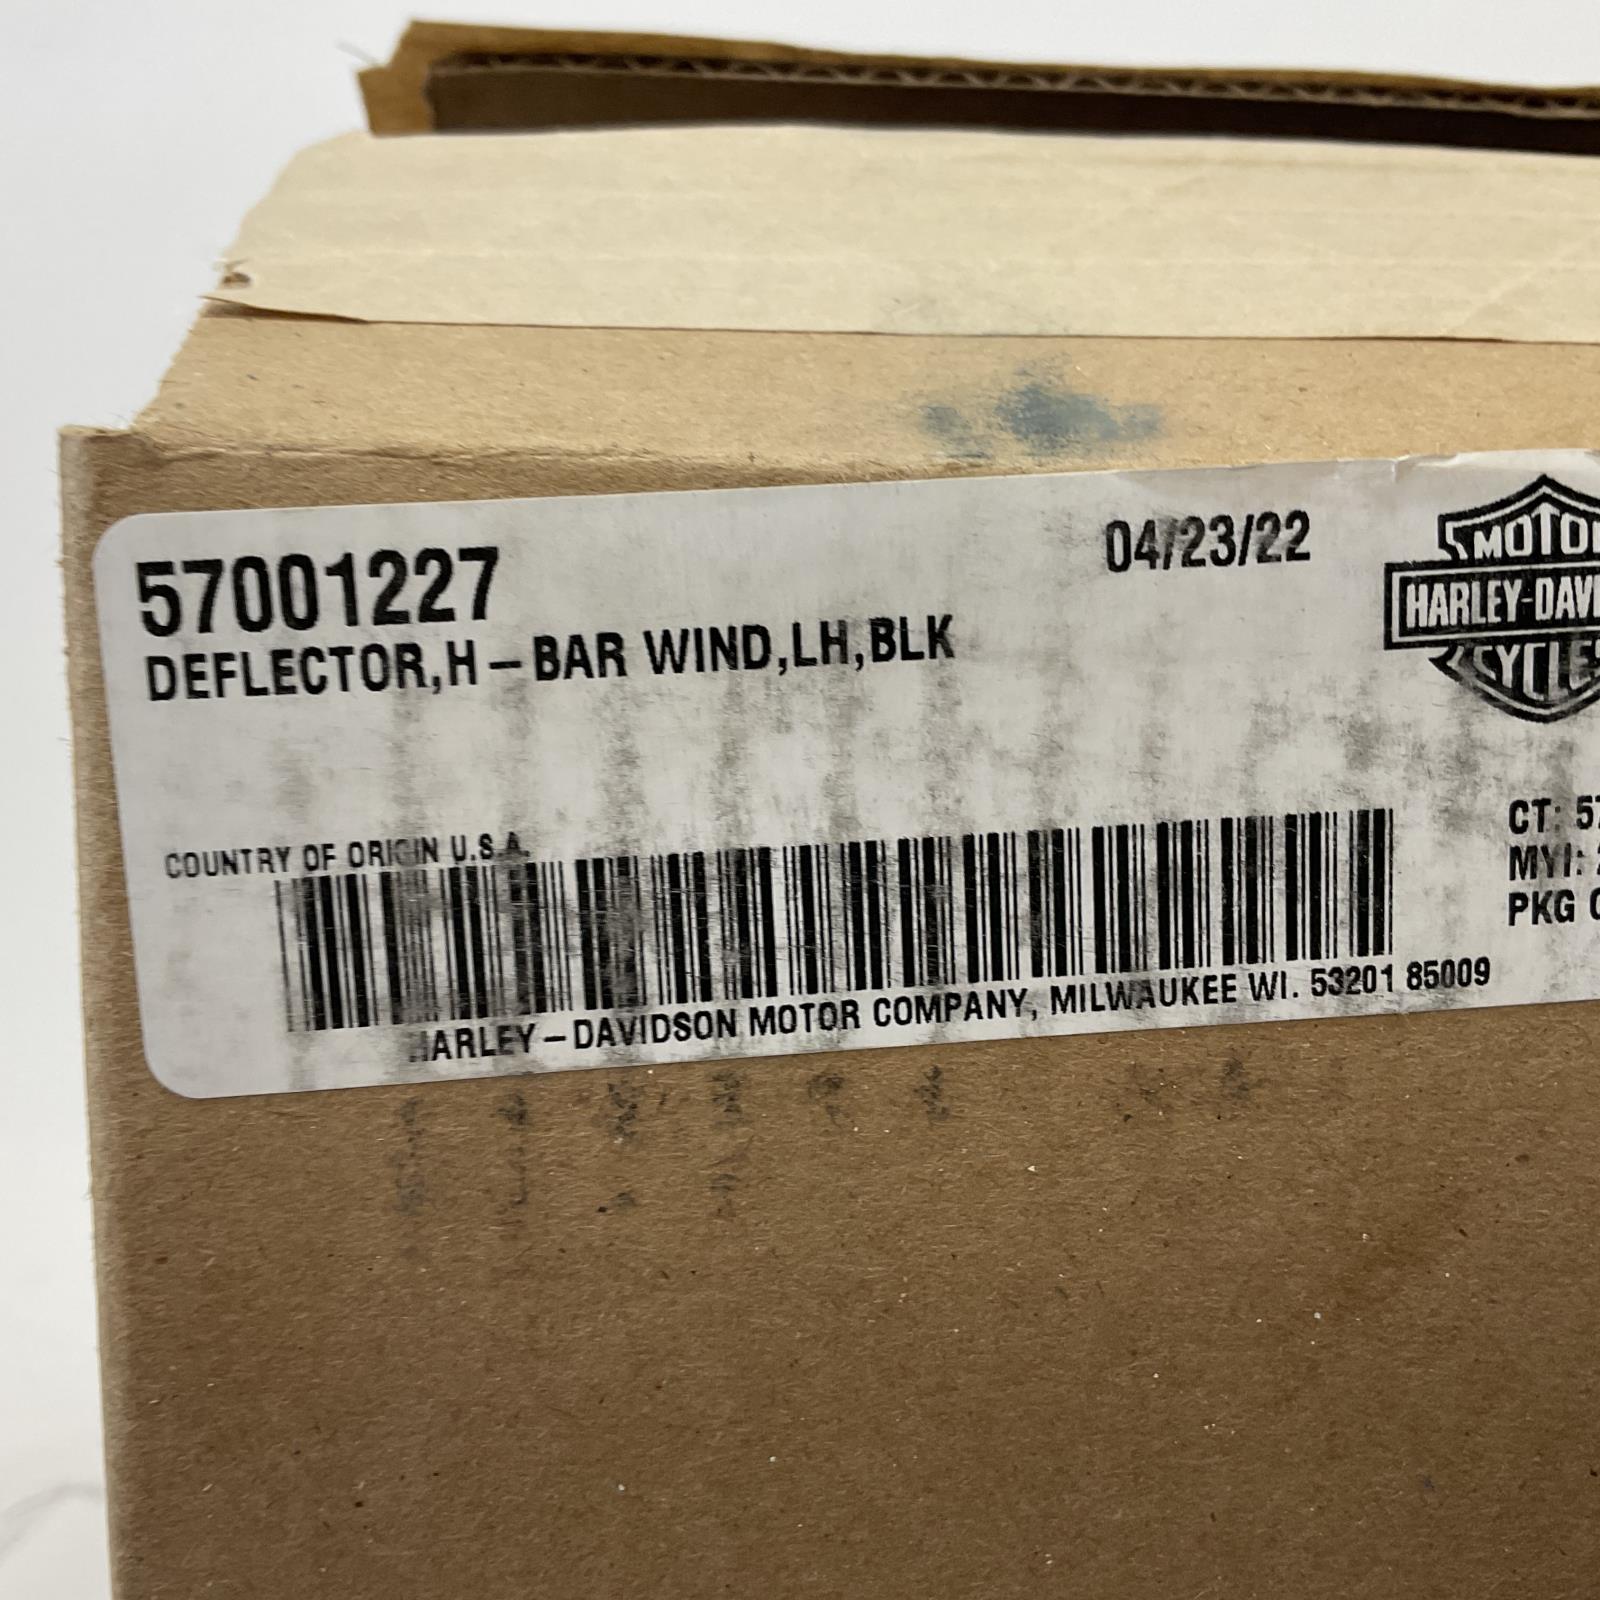 57001227
04/23/22
DEFLECTOR,H-BAR WIND,LH,BLK
MOTOR
HARLEY-DAVI
CYCLES
COUNTRY OF ORIGIN U.S.A.
CT: 57
MYI:
PKG
HARLEY-DAVIDSON MOTOR COMPANY, MILWAUKEE WI. 53201 85009